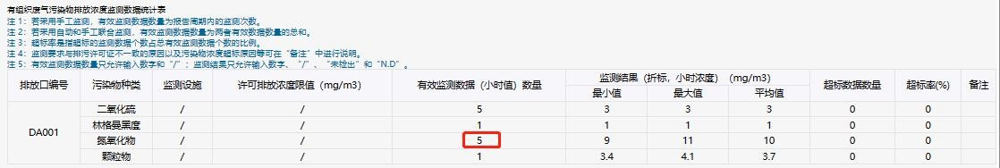 有组织废气污染物排放浓度监测数据统计表
注 1：若采用手工监测，有效监测数据数量为报告周期内的监测次数。
注 2：若采用自动和手工联合监测，有效监测数据数量为两者有效数据数量的总和。
注 3：超标率是指超标的监测数据个数占总有效监测数据个数的比例。
注 4：监测要求与排污许可证不一致的原因以及污染物浓度超标原因等可在“备注”中进行说明。
注 5：有效监测数据数量只允许输入数字和“/”；监测结果只允许输入数字、“/”、“未检出”和“N.D”。
排放口编号 污染物种类 监测设施 许可排放浓度限值（mg/m3） 有效监测数据（小时值）数量 监测结果（折标，小时浓度）（mg/m3） 超标数据数量 超标率(%) 备注
最小值 最大值 平均值
DA001 二氧化硫 / / 5 3 3 3 0 0
林格曼黑度 / / 1 1 1 1 0 0
氮氧化物 / / 5 9 11 10 0 0
颗粒物 / / 1 3.4 4.1 3.7 0 0